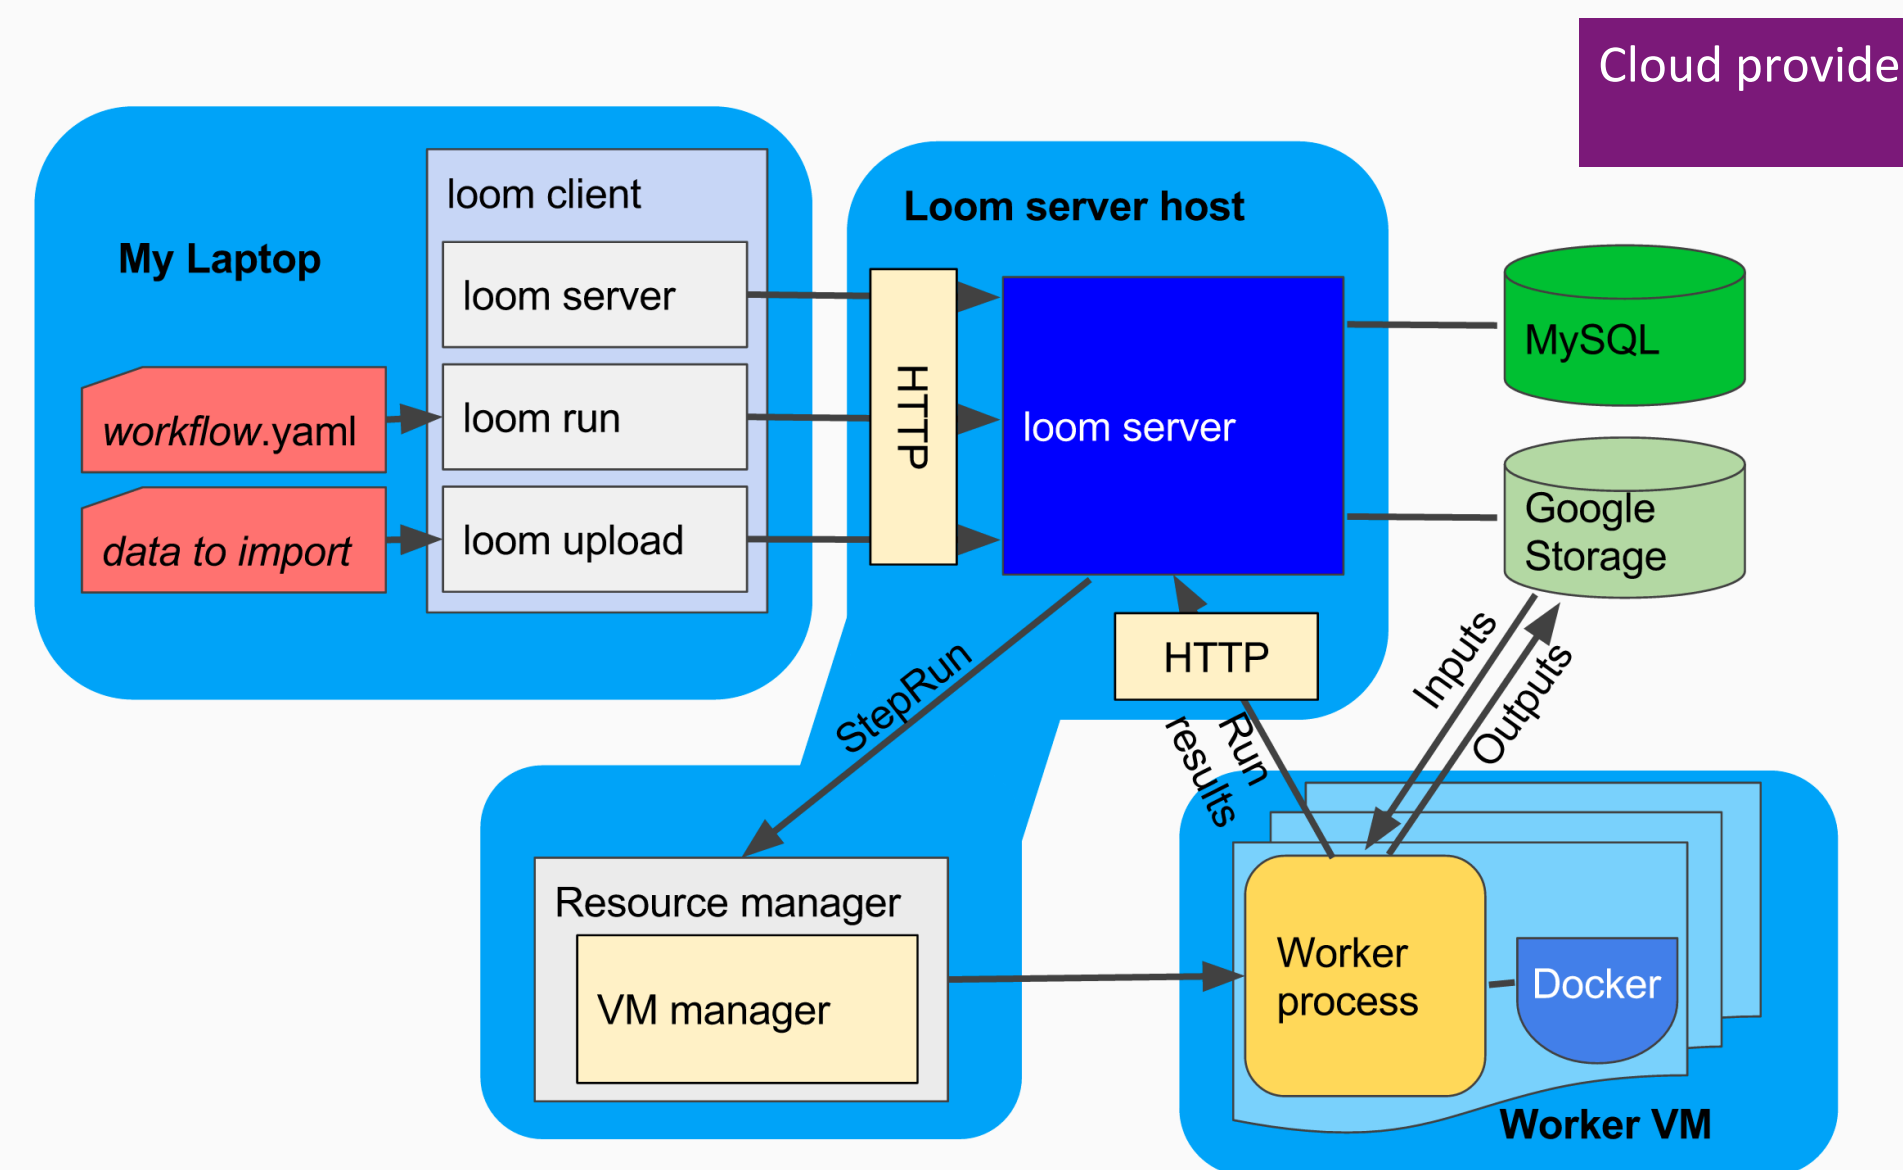 Cloud provide
My Laptop
loom client
loom server
loom run
loom upload
workflow.yaml
data to import
Loom server host
HTTP
loom server
MySQL
Google
Storage
HTTP
StepRun
Run
results
Inputs
Outputs
Resource manager
VM manager
Worker
process
Docker
Worker VM